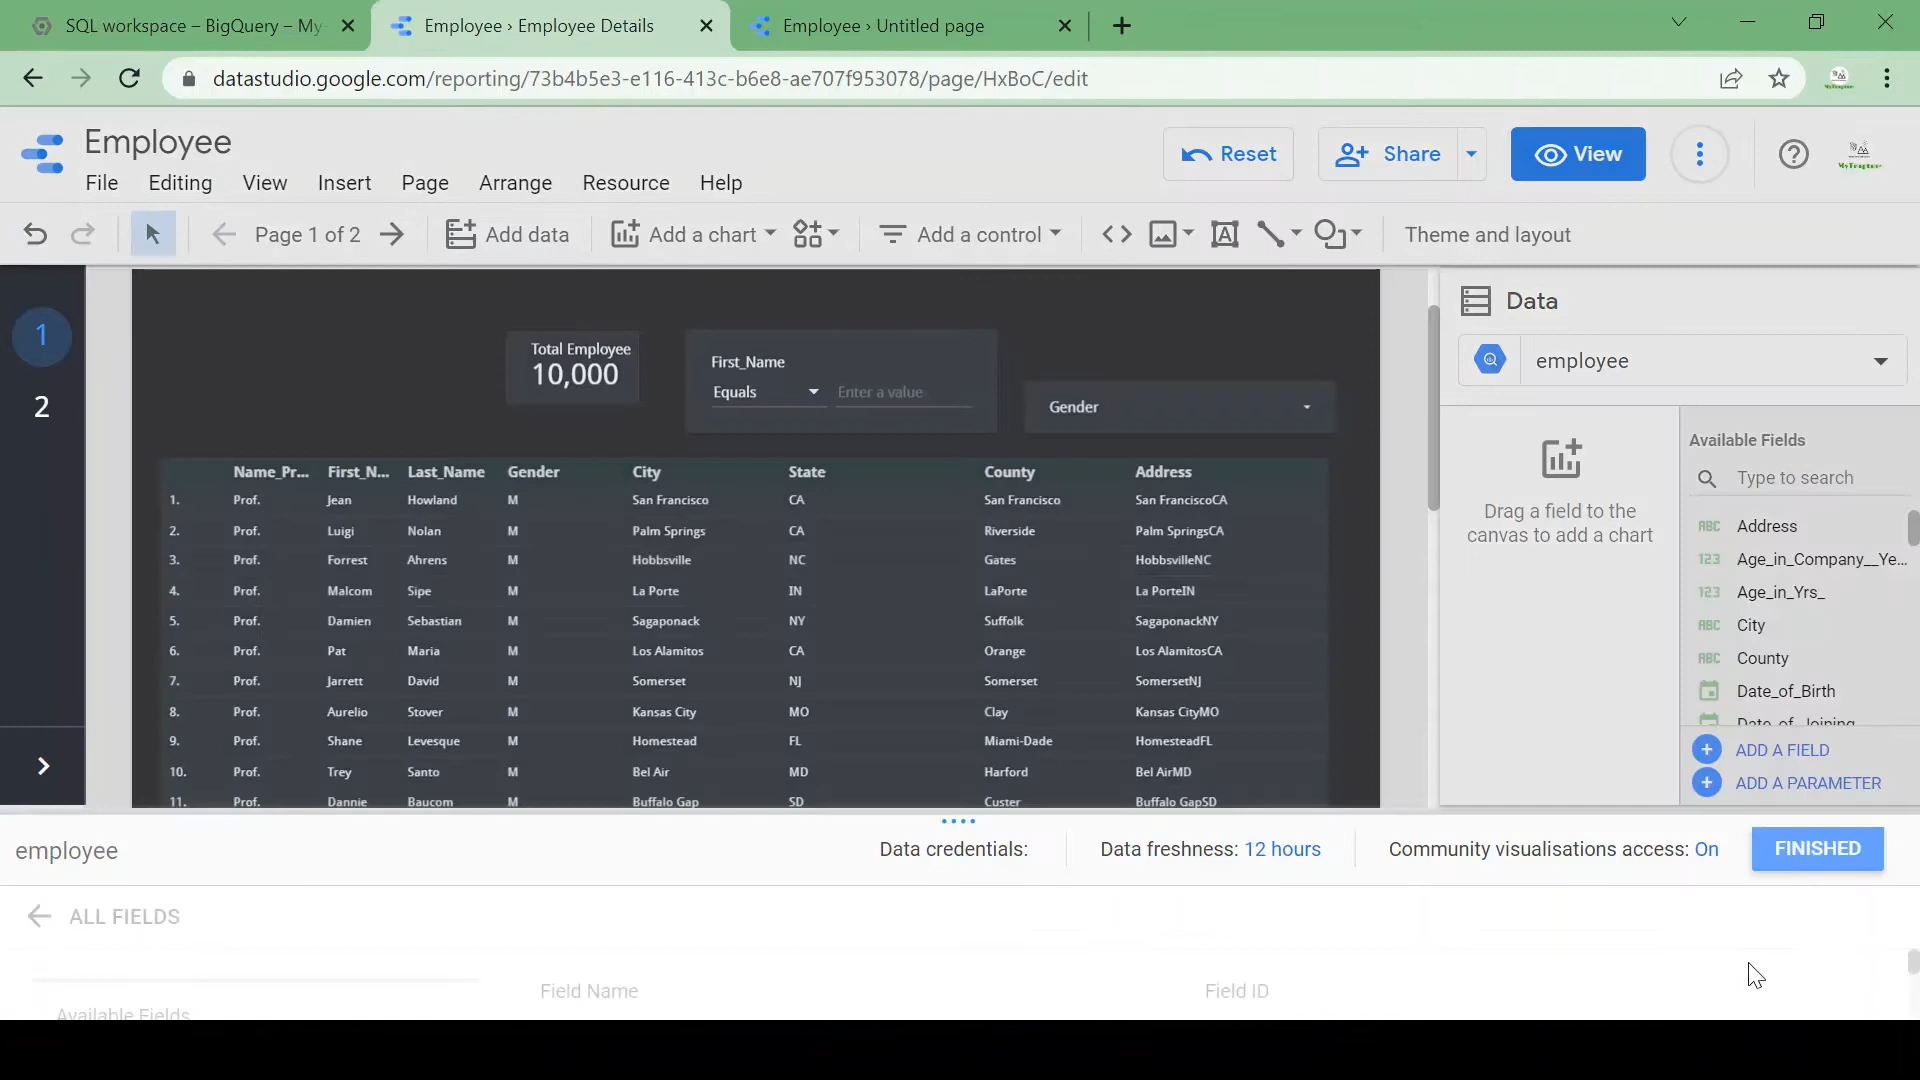 SQL workspace – BigQuery – My
Employee › Employee Details
Employee › Untitled page
datastudio.google.com/reporting/73b4b5e3-e116-413c-b6e8-ae707f953078/page/HxBoC/edit
Employee
Reset
Share
View
File Editing View Insert Page Arrange Resource Help
Page 1 of 2
Add data
Add a chart
Add a control
Theme and layout
1
2
Total Employee
10,000
First_Name
Equals
Enter a value
Gender
Name_Pr... First_N... Last_Name Gender City State County Address
1. Prof. Jean Howland M San Francisco CA San Francisco San FranciscoCA
2. Prof. Luigi Nolan M Palm Springs CA Riverside Palm SpringsCA
3. Prof. Forrest Ahrens M Hobbsville NC Gates HobbsvilleNC
4. Prof. Malcom Sipe M La Porte IN LaPorte La PorteIN
5. Prof. Damien Sebastian M Sagaponack NY Suffolk SagaponackNY
6. Prof. Pat Maria M Los Alamitos CA Orange Los AlamitosCA
7. Prof. Jarrett David M Somerset NJ Somerset SomersetNJ
8. Prof. Aurelio Stover M Kansas City MO Clay Kansas CityMO
9. Prof. Shane Levesque M Homestead FL Miami-Dade HomesteadFL
10. Prof. Trey Santo M Bel Air MD Harford Bel AirMD
11. Prof. Dannie Baucom M Buffalo Gap SD Custer Buffalo GapSD
Data
employee
Drag a field to the
canvas to add a chart
Available Fields
Type to search
ABC Address
123 Age_in_Company__Ye...
123 Age_in_Yrs_
ABC City
ABC County
Date_of_Birth
Date_of_Joining
ADD A FIELD
ADD A PARAMETER
employee
Data credentials:
Data freshness: 12 hours
Community visualisations access: On
FINISHED
ALL FIELDS
Field Name
Field ID
Available Fields